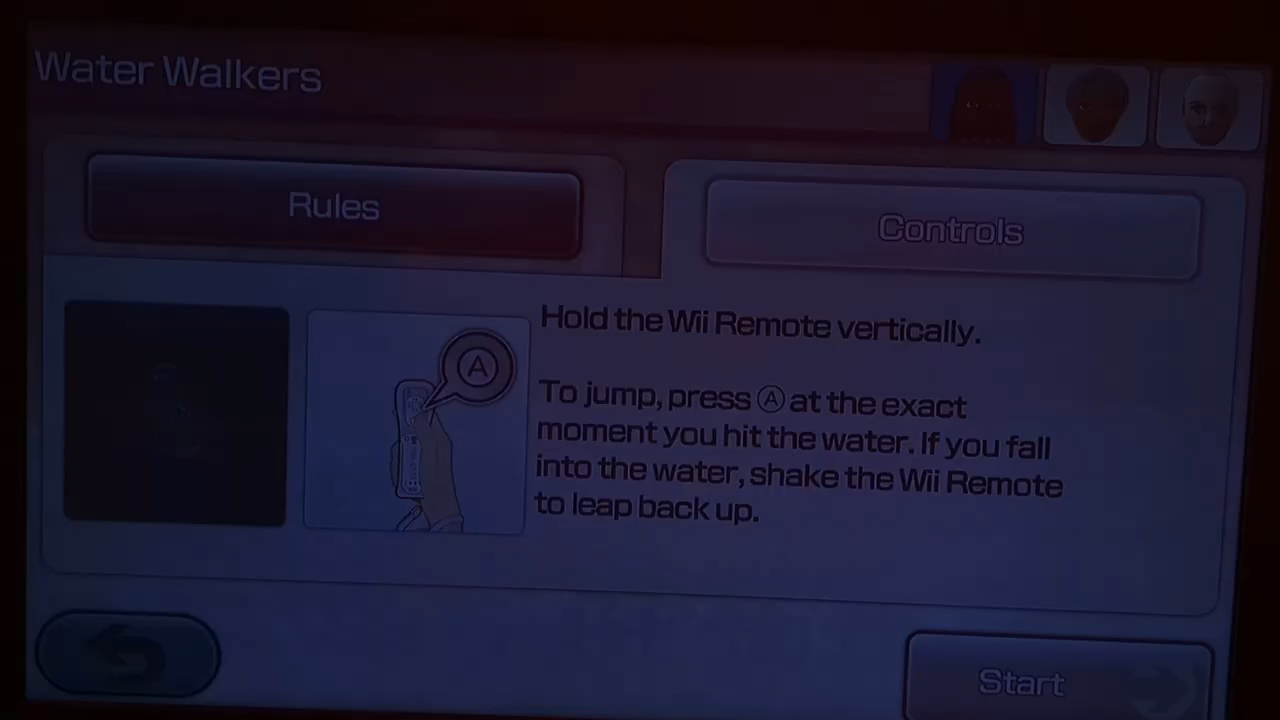 Water Walkers
Rules
Controls
Hold the Wii Remote vertically.
A
To jump, press Ⓐ at the exact
moment you hit the water. If you fall
into the water, shake the Wii Remote
to leap back up.
Start